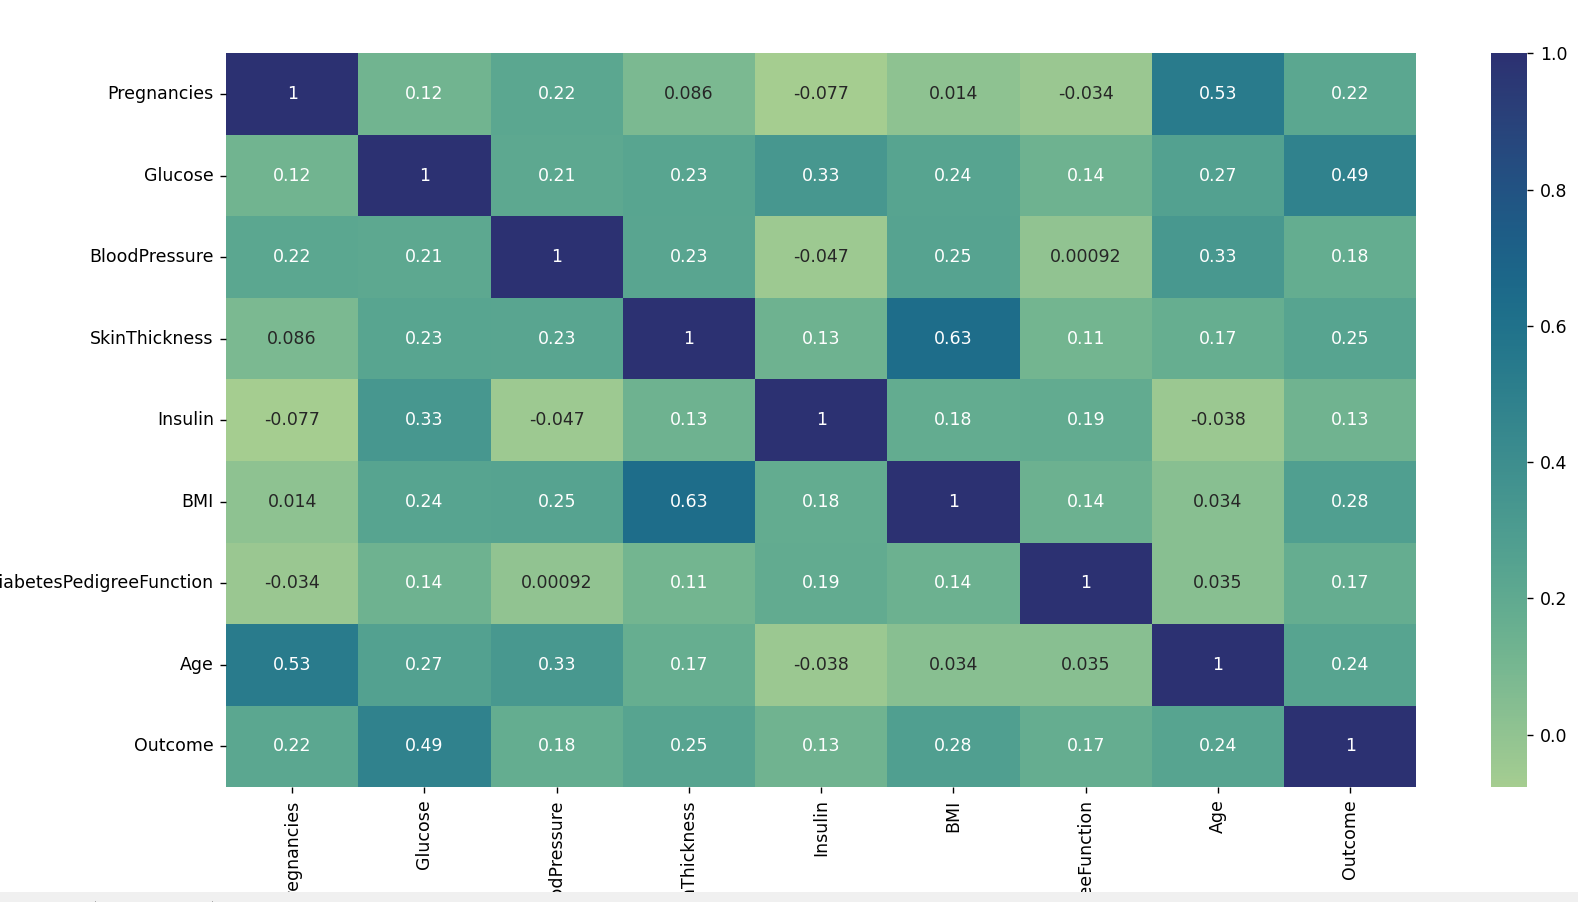 Pregnancies 1 0.12 0.22 0.086 -0.077 0.014 -0.034 0.53 0.22
Glucose 0.12 1 0.21 0.23 0.33 0.24 0.14 0.27 0.49
BloodPressure 0.22 0.21 1 0.23 -0.047 0.25 0.00092 0.33 0.18
SkinThickness 0.086 0.23 0.23 1 0.13 0.63 0.11 0.17 0.25
Insulin -0.077 0.33 -0.047 0.13 1 0.18 0.19 -0.038 0.13
BMI 0.014 0.24 0.25 0.63 0.18 1 0.14 0.034 0.28
iabetesPedigreeFunction -0.034 0.14 0.00092 0.11 0.19 0.14 1 0.035 0.17
Age 0.53 0.27 0.33 0.17 -0.038 0.034 0.035 1 0.24
Outcome 0.22 0.49 0.18 0.25 0.13 0.28 0.17 0.24 1
egnancies Glucose odPressure nThickness Insulin BMI eeFunction Age Outcome
1.0
0.8
0.6
0.4
0.2
0.0